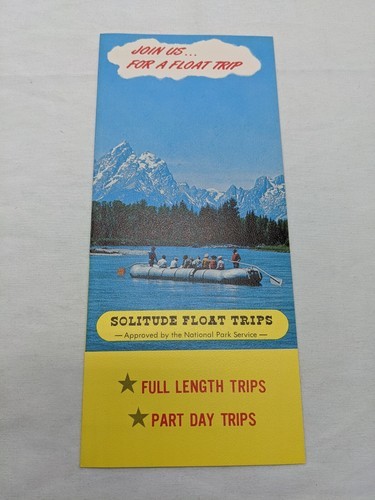 JOIN US...
FOR A FLOAT TRIP
SOLITUDE FLOAT TRIPS
— Approved by the National Park Service —
FULL LENGTH TRIPS
PART DAY TRIPS